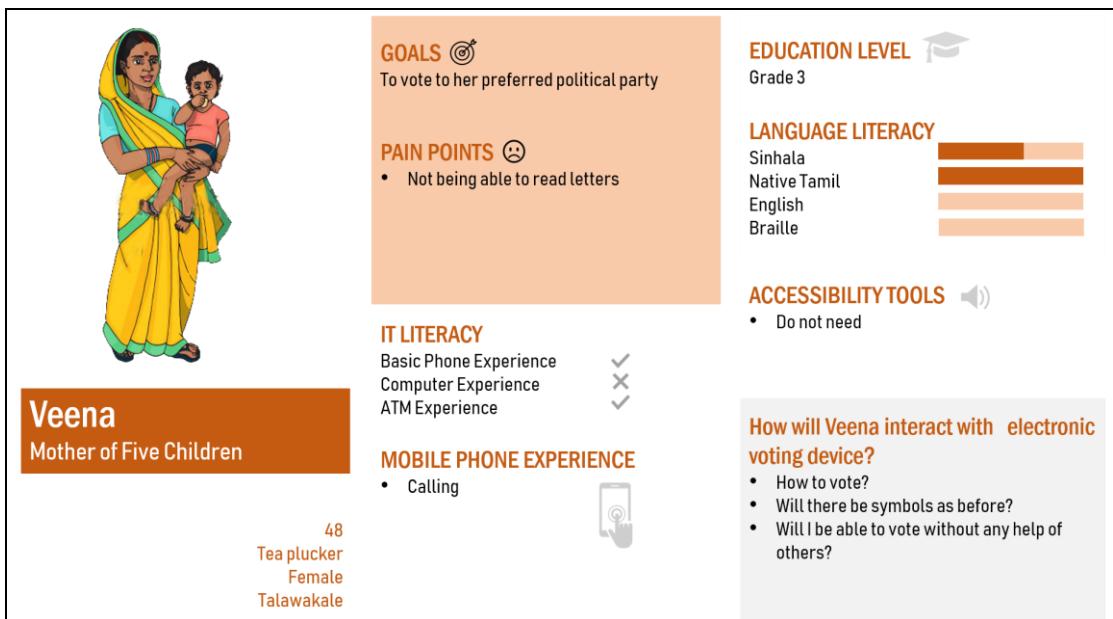 Veena
Mother of Five Children
48
Tea plucker
Female
Talawakale
GOALS
To vote to her preferred political party
PAIN POINTS
• Not being able to read letters
IT LITERACY
Basic Phone Experience
Computer Experience
ATM Experience
MOBILE PHONE EXPERIENCE
• Calling
EDUCATION LEVEL
Grade 3
LANGUAGE LITERACY
Sinhala
Native Tamil
English
Braille
ACCESSIBILITY TOOLS
• Do not need
How will Veena interact with electronic
voting device?
• How to vote?
• Will there be symbols as before?
• Will I be able to vote without any help of
others?